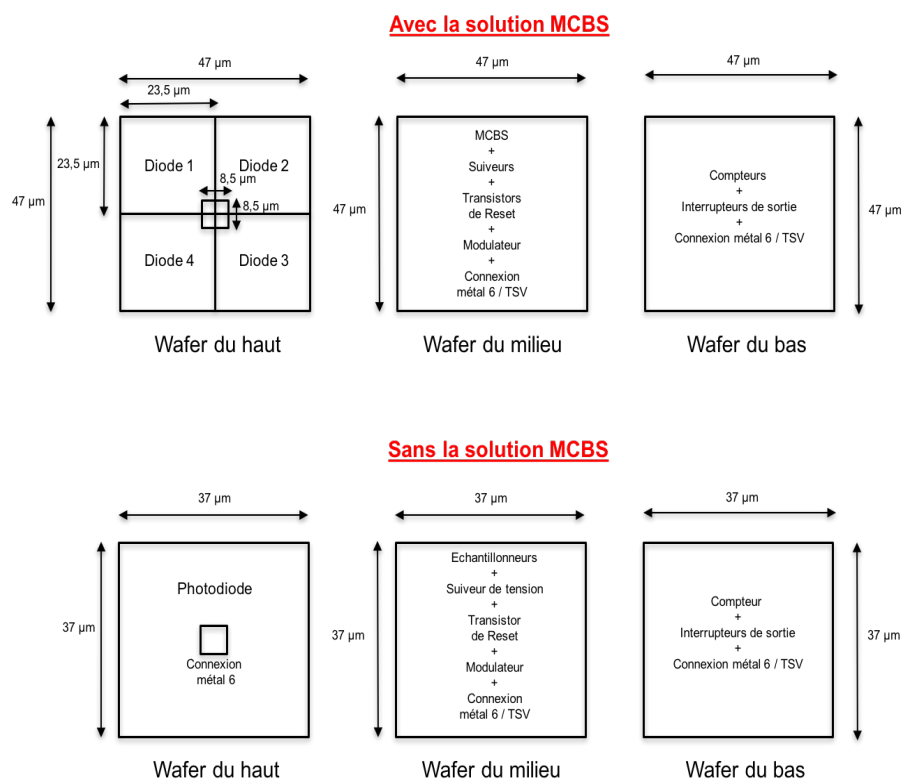 Avec la solution MCBS
47 µm
47 µm
47 µm
23,5 µm
23,5 µm
47 µm
Diode 1
Diode 2
8,5 µm
8,5 µm
Diode 4
Diode 3
47 µm
MCBS
+
Suiveurs
+
Transistors
de Reset
+
Modulateur
+
Connexion
métal 6 / TSV
Compteurs
+
Interrupteurs de sortie
+
Connexion métal 6 / TSV
47 µm
Wafer du haut
Wafer du milieu
Wafer du bas
Sans la solution MCBS
37 µm
37 µm
37 µm
37 µm
Photodiode
Connexion
métal 6
37 µm
Echantillonneurs
+
Suiveur de tension
+
Transistor
de Reset
+
Modulateur
+
Connexion
métal 6 / TSV
Compteur
+
Interrupteurs de sortie
+
Connexion métal 6 / TSV
37 µm
Wafer du haut
Wafer du milieu
Wafer du bas